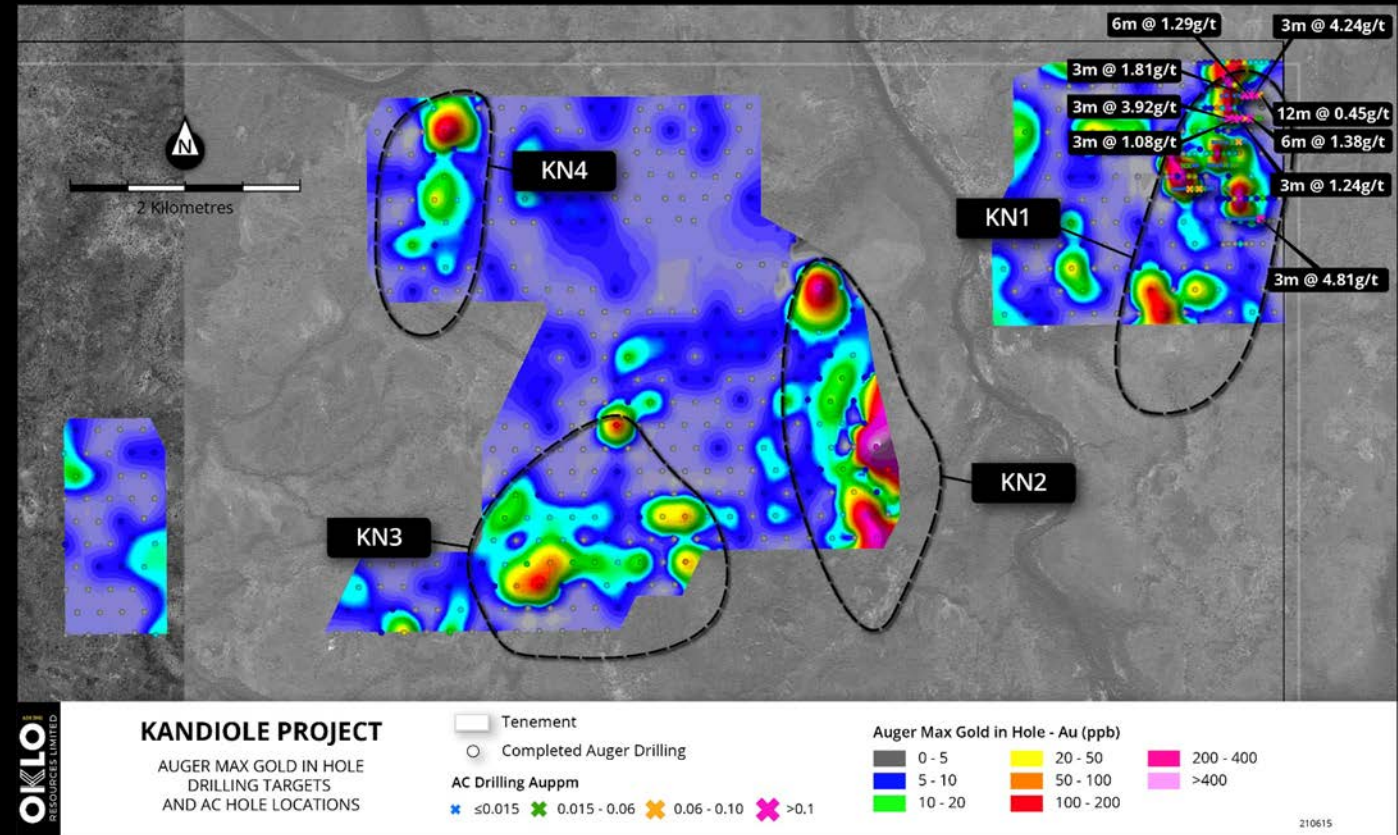 6m @ 1.29g/t
3m @ 4.24g/t
3m @ 1.81g/t
3m @ 3.92g/t
12m @ 0.45g/t
3m @ 1.08g/t
6m @ 1.38g/t
3m @ 1.24g/t
3m @ 4.81g/t
N
2 Kilometres
KN4
KN1
KN2
KN3
OKLO
RESOURCES LIMITED
KANDIOLE PROJECT
AUGER MAX GOLD IN HOLE
DRILLING TARGETS
AND AC HOLE LOCATIONS
Tenement
Completed Auger Drilling
AC Drilling Auppm
≤0.015
0.015 - 0.06
0.06 - 0.10
>0.1
Auger Max Gold in Hole - Au (ppb)
0 - 5
5 - 10
10 - 20
20 - 50
50 - 100
100 - 200
200 - 400
>400
210615